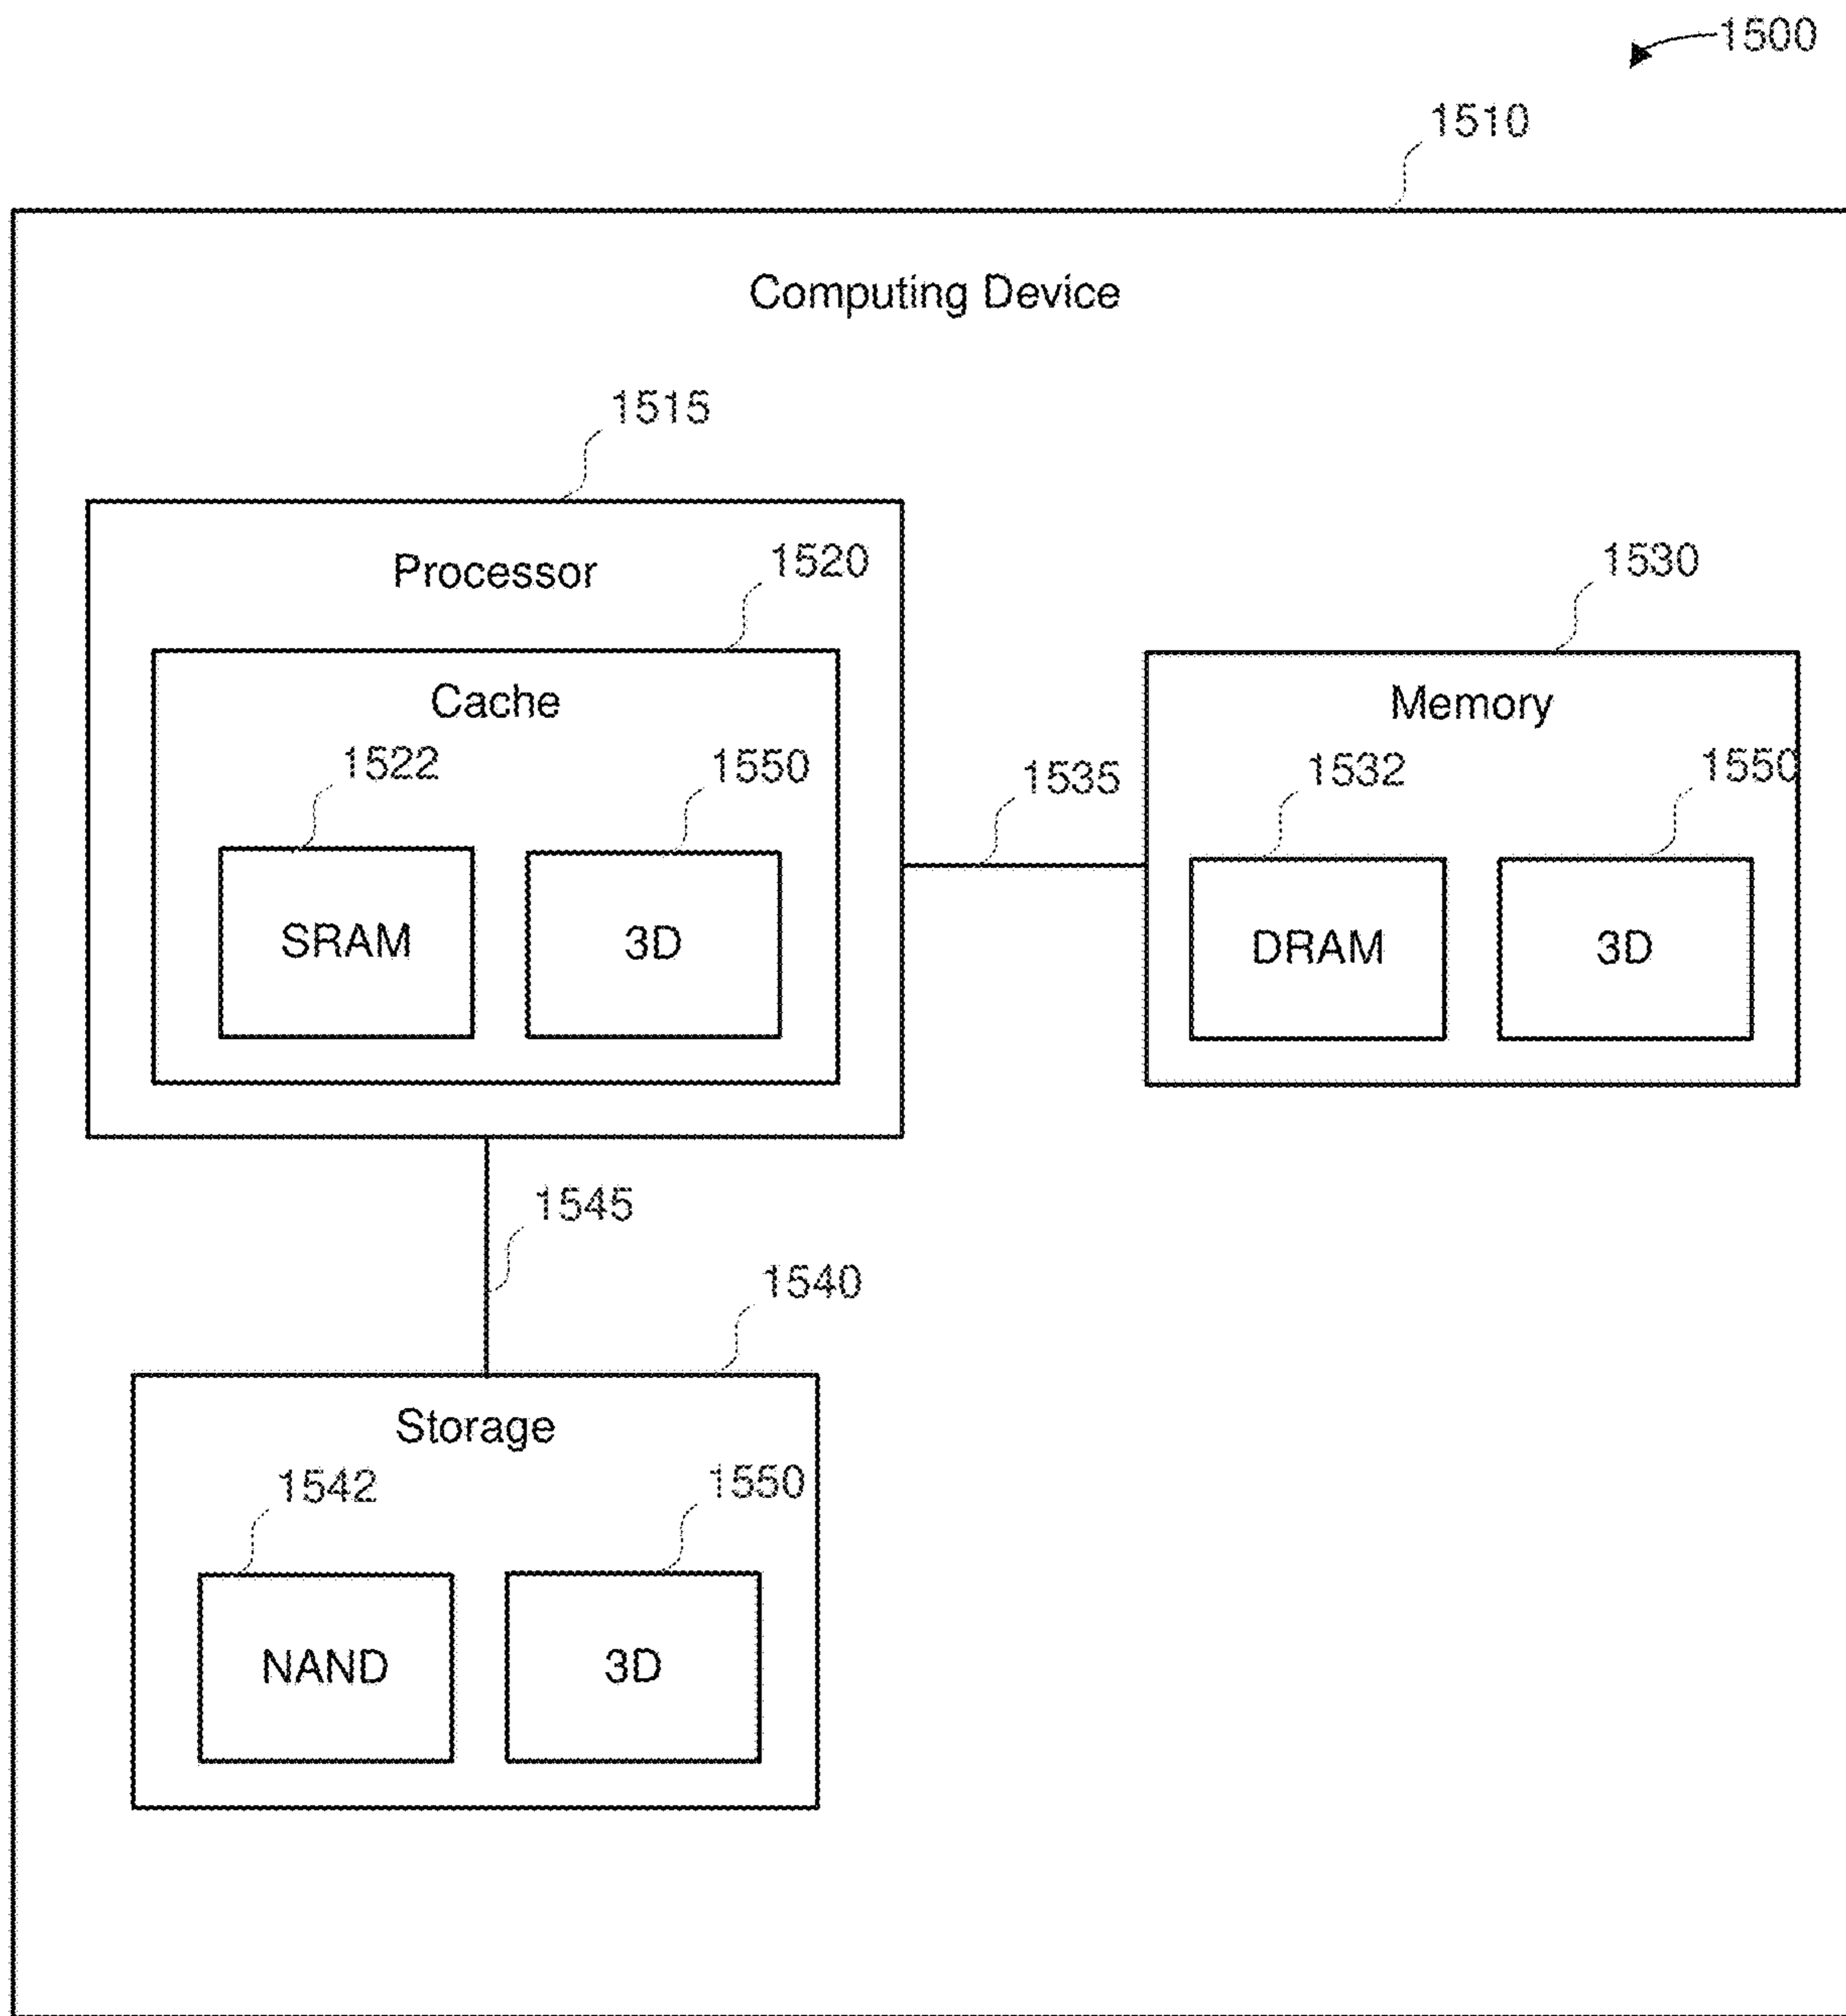 1500
1510
Computing Device
1515
Processor
1520
1530
Cache
Memory
1522
1550
1535
1532
1550
SRAM
3D
DRAM
3D
1545
1540
Storage
1542
1550
NAND
3D